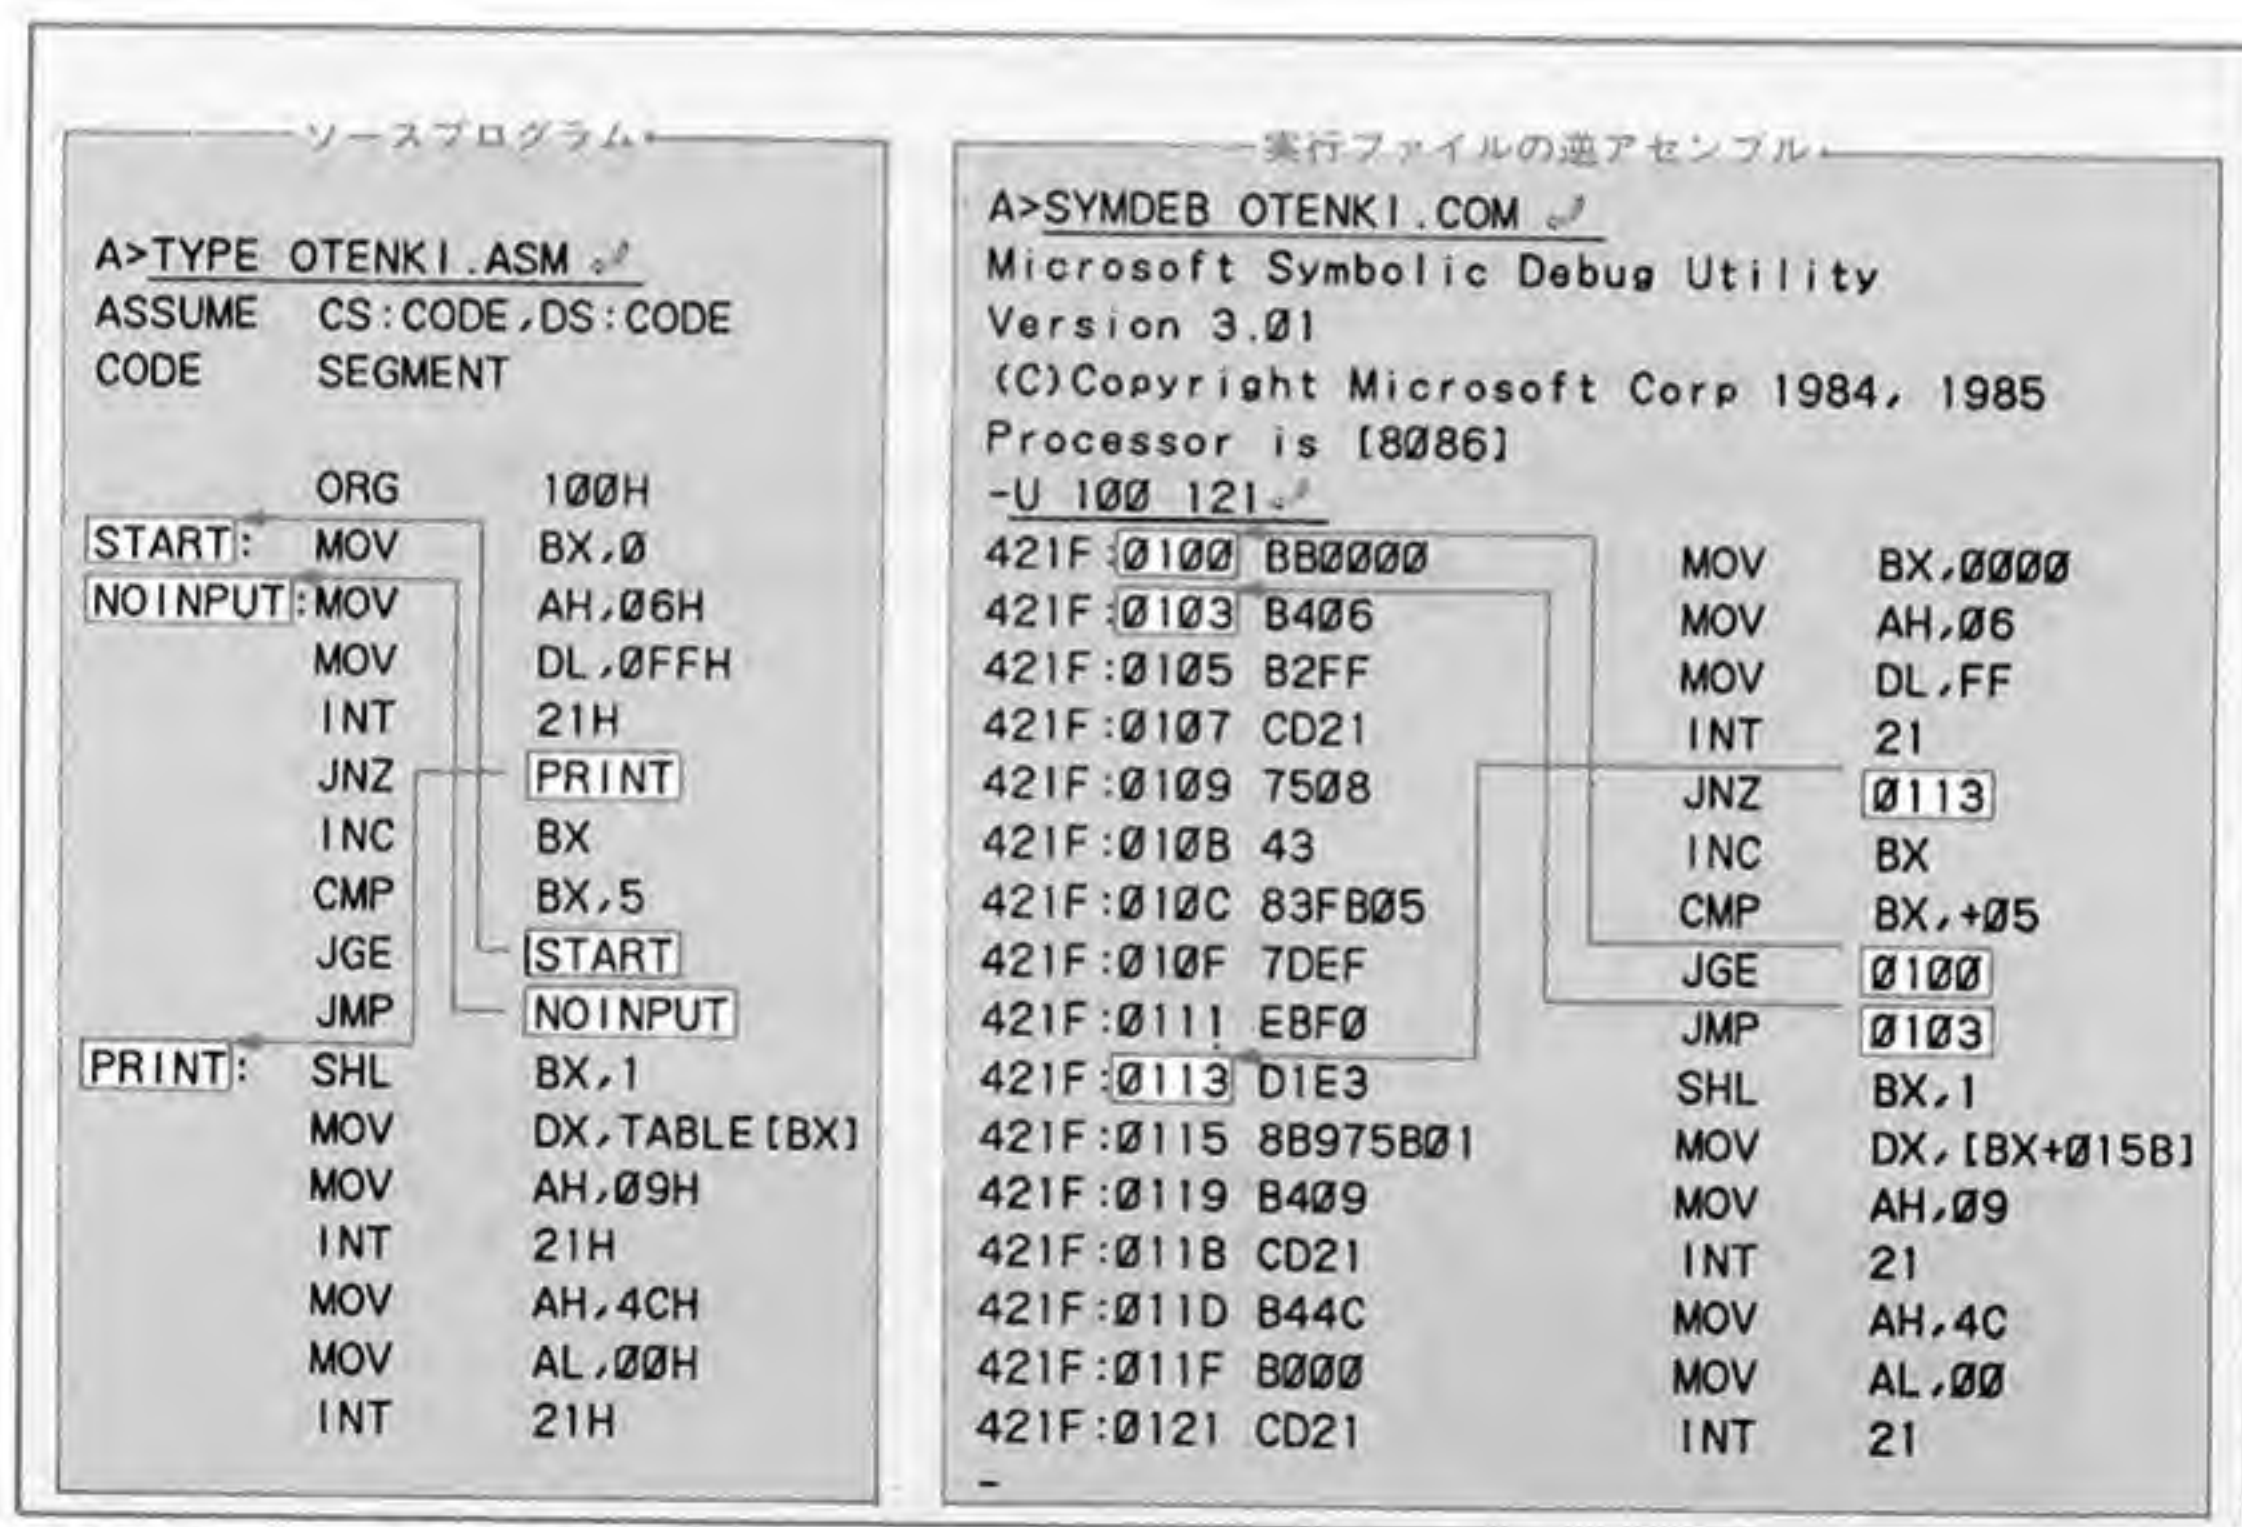 ソースプログラム
A>TYPE OTENKI.ASM
ASSUME CS:CODE,DS:CODE
CODE SEGMENT
ORG 100H
START: MOV BX,0
NOINPUT: MOV AH,06H
MOV DL,0FFH
INT 21H
JNZ PRINT
INC BX
CMP BX,5
JGE START
JMP NOINPUT
PRINT: SHL BX,1
MOV DX,TABLE[BX]
MOV AH,09H
INT 21H
MOV AH,4CH
MOV AL,00H
INT 21H
実行ファイルの逆アセンブル
A>SYMDEB OTENKI.COM
Microsoft Symbolic Debug Utility
Version 3.01
(C)Copyright Microsoft Corp 1984, 1985
Processor is [8086]
-U 100 121
421F:0100 BB0000 MOV BX,0000
421F:0103 B406 MOV AH,06
421F:0105 B2FF MOV DL,FF
421F:0107 CD21 INT 21
421F:0109 7508 JNZ 0113
421F:010B 43 INC BX
421F:010C 83FB05 CMP BX,+05
421F:010F 7DEF JGE 0100
421F:0111 EBF0 JMP 0103
421F:0113 D1E3 SHL BX,1
421F:0115 8B975B01 MOV DX,[BX+015B]
421F:0119 B409 MOV AH,09
421F:011B CD21 INT 21
421F:011D B44C MOV AH,4C
421F:011F B000 MOV AL,00
421F:0121 CD21 INT 21
-